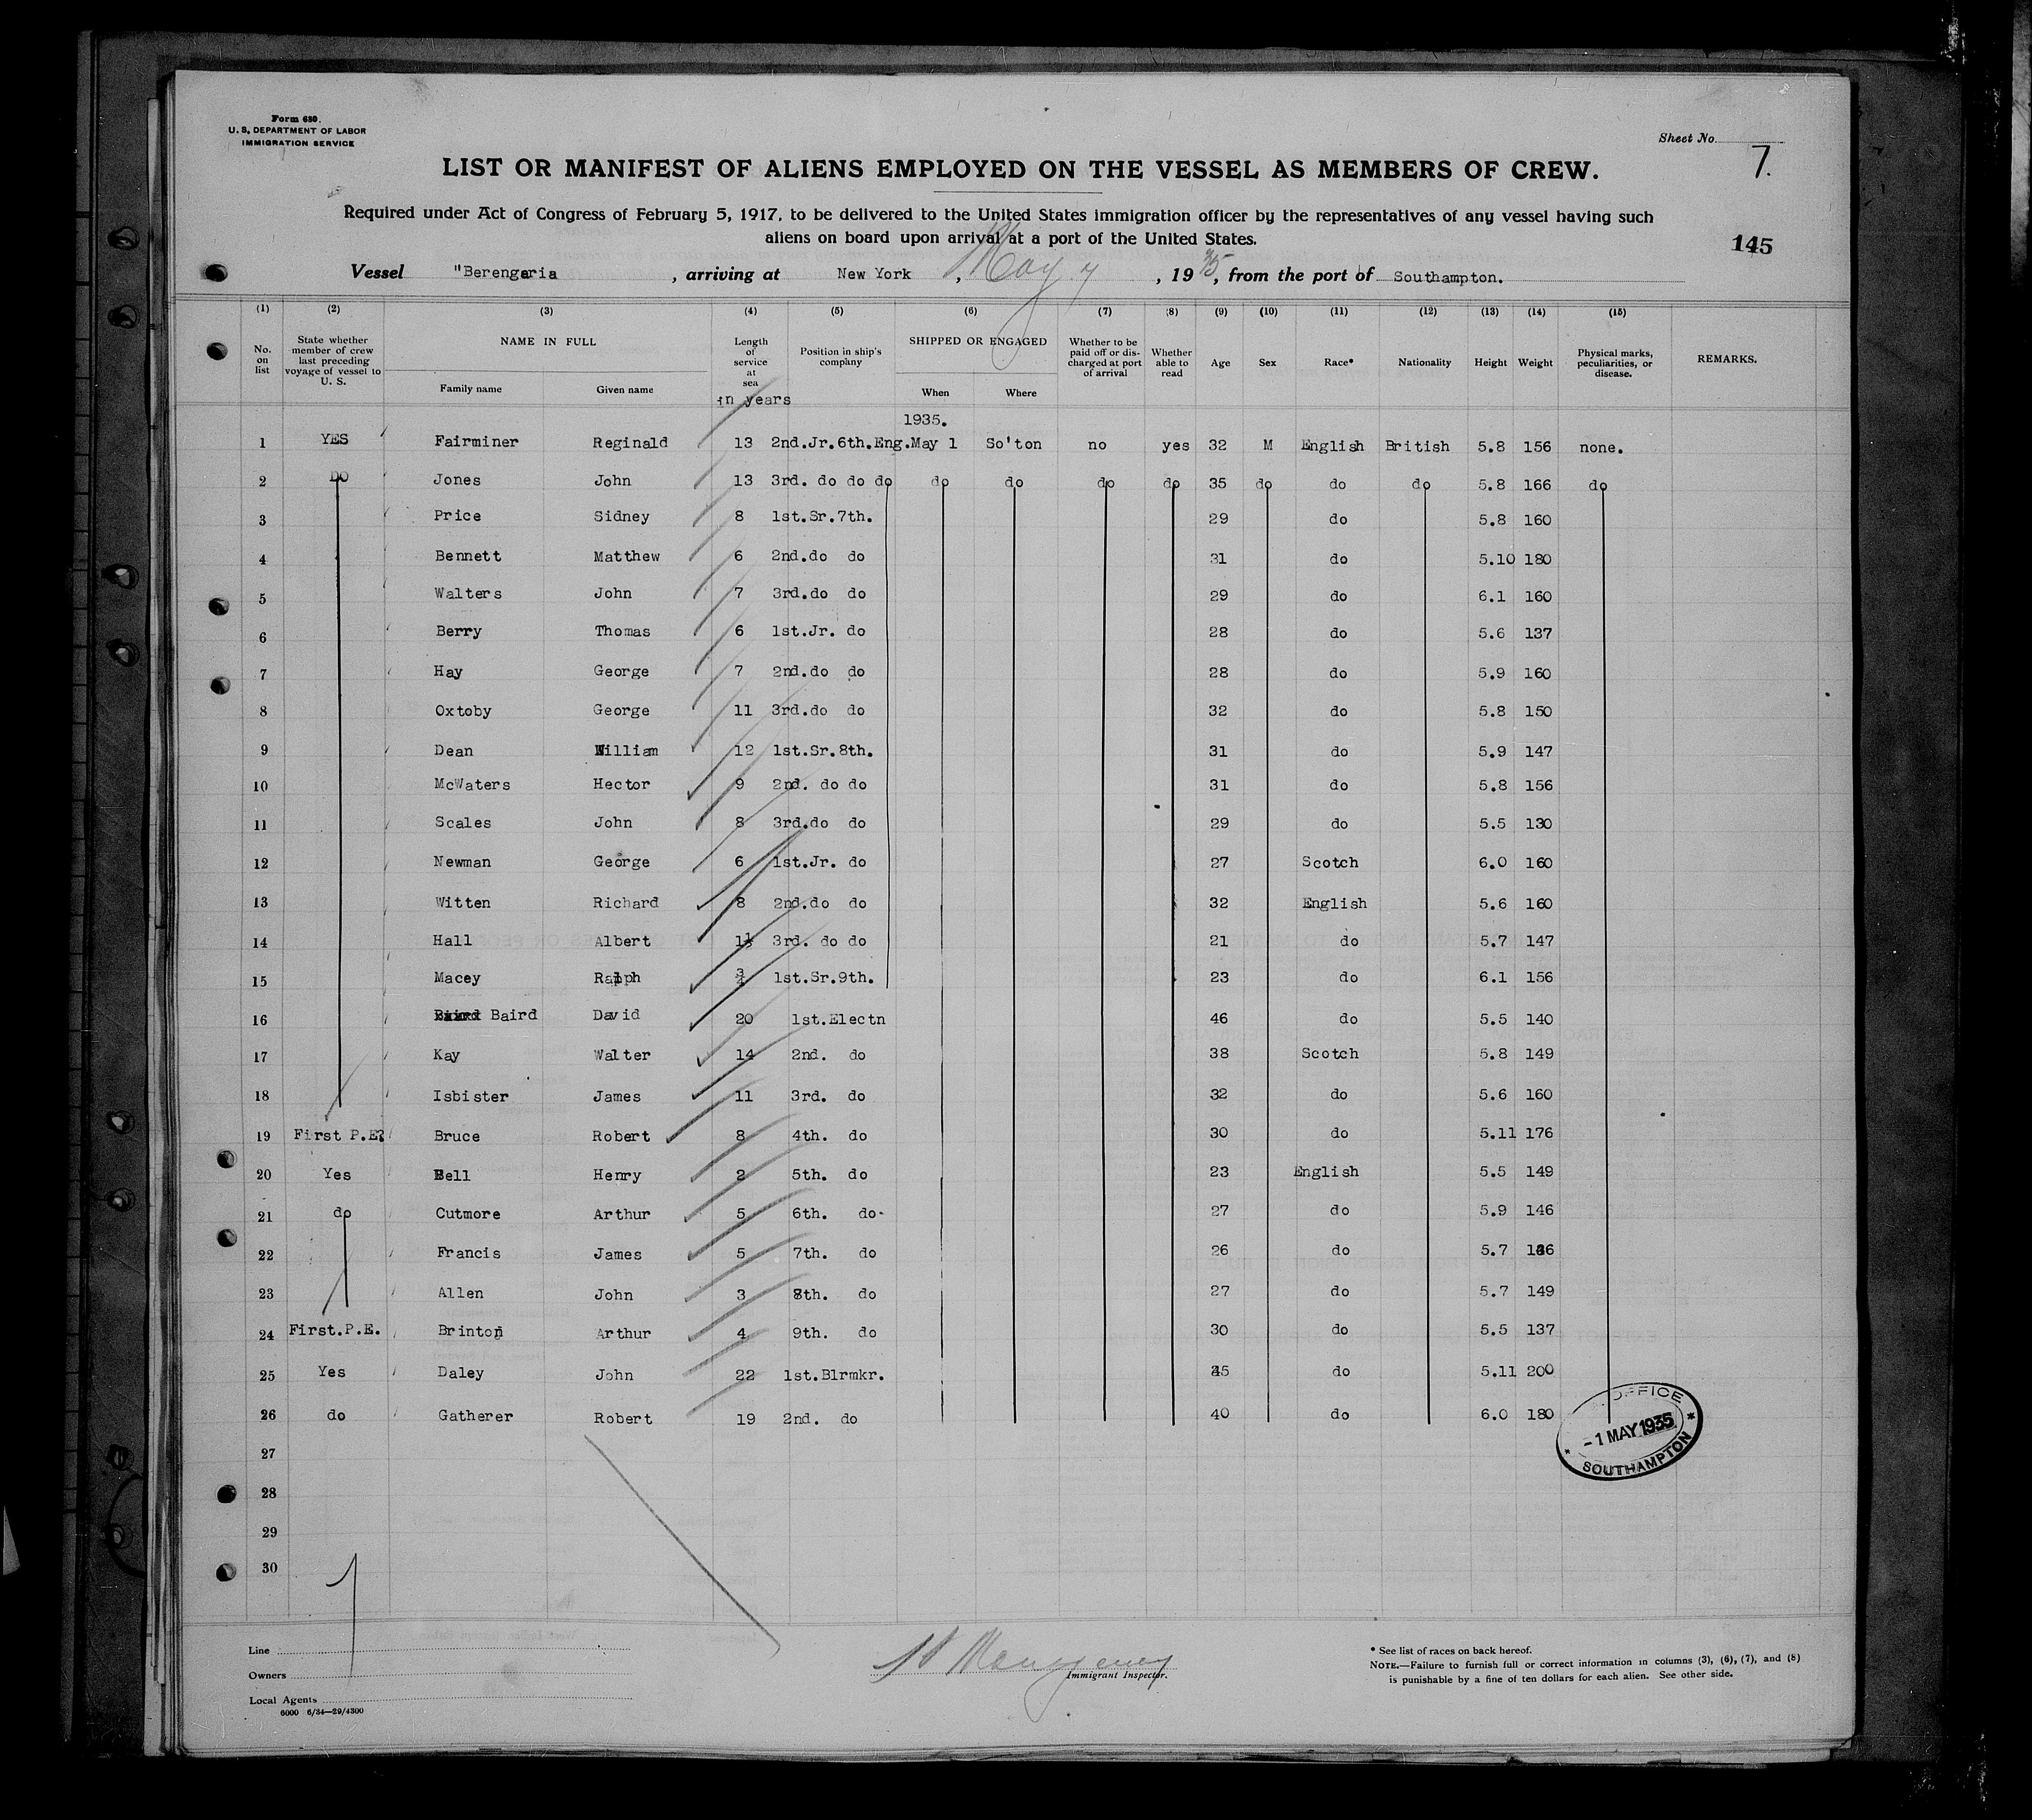 Form 680.
U. S. DEPARTMENT OF LABOR
IMMIGRATION SERVICE
Sheet No. 7.
LIST OR MANIFEST OF ALIENS EMPLOYED ON THE VESSEL AS MEMBERS OF CREW.
Required under Act of Congress of February 5, 1917, to be delivered to the United States immigration officer by the representatives of any vessel having such
aliens on board upon arrival at a port of the United States.
145
Vessel "Berengaria , arriving at New York , May 7 , 1935, from the port of Southampton.
(1) (2) (3) (4) (5) (6) (7) (8) (9) (10) (11) (12) (13) (14) (15)
No. on list State whether member of crew last preceding voyage of vessel to U. S. NAME IN FULL Family name Given name Length of service at sea in years Position in ship's company SHIPPED OR ENGAGED When Where Whether to be paid off or discharged at port of arrival Whether able to read Age Sex Race* Nationality Height Weight Physical marks, peculiarities, or disease. REMARKS.
1935.
1 YES Fairminer Reginald 13 2nd.Jr.6th.Eng. May 1 So'ton no yes 32 M English British 5.8 156 none.
2 DO Jones John 13 3rd. do do do do do do do 35 do do do 5.8 166 do
3 Price Sidney 8 1st.Sr.7th. 29 do 5.8 160
4 Bennett Matthew 6 2nd.do do 31 do 5.10 180
5 Walters John 7 3rd.do do 29 do 6.1 160
6 Berry Thomas 6 1st.Jr. do 28 do 5.6 137
7 Hay George 7 2nd.do do 28 do 5.9 160
8 Oxtoby George 11 3rd.do do 32 do 5.8 150
9 Dean William 12 1st.Sr.8th. 31 do 5.9 147
10 McWaters Hector 9 2nd. do do 31 do 5.8 156
11 Scales John 8 3rd.do do 29 do 5.5 130
12 Newman George 6 1st.Jr. do 27 Scotch 6.0 160
13 Witten Richard 8 2nd.do do 32 English 5.6 160
14 Hall Albert 3rd. do do 21 do 5.7 147
15 Macey Ralph 1st.Sr.9th. 23 do 6.1 156
16 Baird David 20 1st.Electn 46 do 5.5 140
17 Kay Walter 14 2nd. do 38 Scotch 5.8 149
18 Isbister James 11 3rd. do 32 do 5.6 160
19 First P.E? Bruce Robert 8 4th. do 30 do 5.11 176
20 Yes Bell Henry 2 5th. do 23 English 5.5 149
21 do Cutmore Arthur 5 6th. do 27 do 5.9 146
22 Francis James 5 7th. do 26 do 5.7
23 Allen John 3 8th. do 27 do 5.7 149
24 First.P.E. Brinton Arthur 4 9th. do 30 do 5.5 137
25 Yes Daley John 22 1st.Blrmkr. 45 do 5.11 200
26 do Gatherer Robert 19 2nd. do 40 do 6.0 180
27
28
29
30
OFFICE
-1 MAY 1935
* SOUTHAMPTON *
Line
Owners
Local Agents
6000 6/34—29/4300
Immigrant Inspector.
* See list of races on back hereof.
NOTE.—Failure to furnish full or correct information in columns (3), (6), (7), and (8)
is punishable by a fine of ten dollars for each alien. See other side.